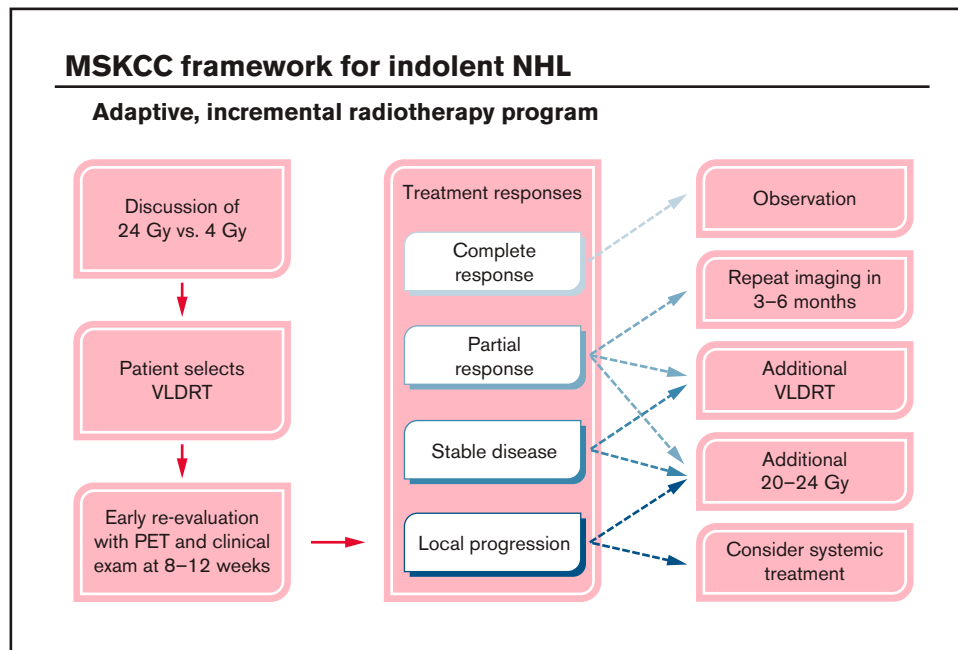 MSKCC framework for indolent NHL
Adaptive, incremental radiotherapy program
Discussion of
24 Gy vs. 4 Gy
Patient selects
VLDRT
Early re-evaluation
with PET and clinical
exam at 8–12 weeks
Treatment responses
Complete
response
Partial
response
Stable disease
Local progression
Observation
Repeat imaging in
3–6 months
Additional
VLDRT
Additional
20–24 Gy
Consider systemic
treatment